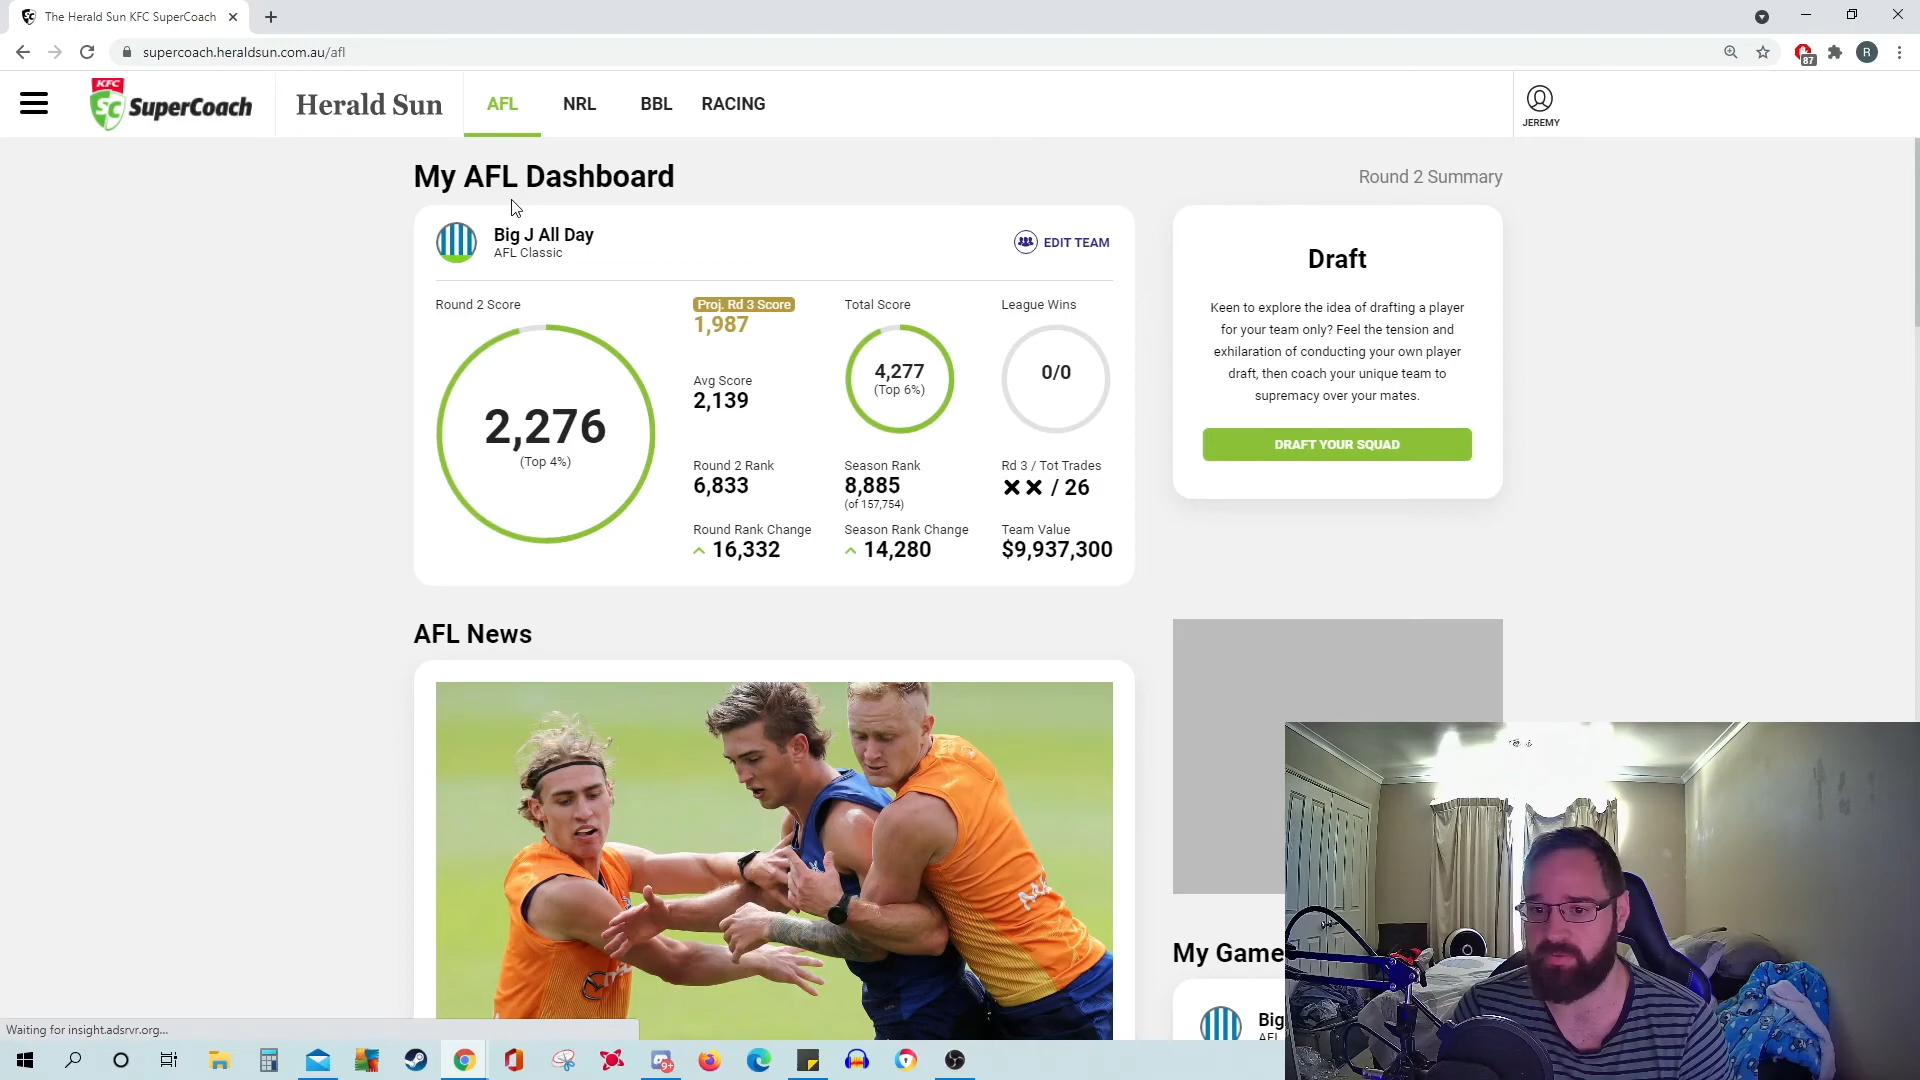 The Herald Sun KFC SuperCoach
supercoach.heraldsun.com.au/afl
87
R
KFC
SC SuperCoach
Herald Sun
AFL
NRL
BBL
RACING
JEREMY
My AFL Dashboard
Round 2 Summary
Big J All Day
AFL Classic
EDIT TEAM
Round 2 Score
2,276
(Top 4%)
Proj. Rd 3 Score
1,987
Avg Score
2,139
Round 2 Rank
6,833
Round Rank Change
16,332
Total Score
4,277
(Top 6%)
Season Rank
8,885
(of 157,754)
Season Rank Change
14,280
League Wins
0/0
Rd 3 / Tot Trades
/ 26
Team Value
$9,937,300
Draft
Keen to explore the idea of drafting a player
for your team only? Feel the tension and
exhilaration of conducting your own player
draft, then coach your unique team to
supremacy over your mates.
DRAFT YOUR SQUAD
AFL News
My Game
Big
AFL
Waiting for insight.adsrvr.org...
9+